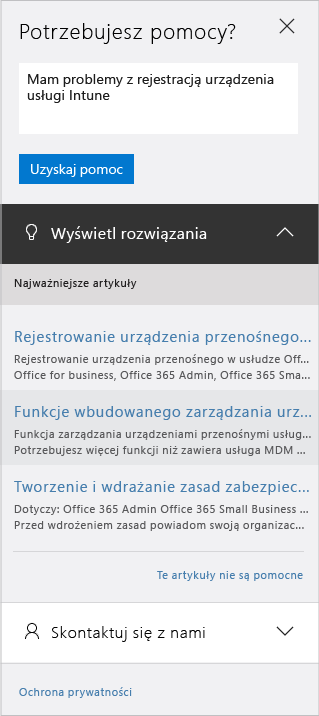 Potrzebujesz pomocy?
Mam problemy z rejestracją urządzenia
usługi Intune
Uzyskaj pomoc
Wyświetl rozwiązania
Najważniejsze artykuły
Rejestrowanie urządzenia przenośnego...
Rejestrowanie urządzenia przenośnego w usłudze Off...
Office for business, Office 365 Admin, Office 365 Sma...
Funkcje wbudowanego zarządzania urz...
Funkcja zarządzania urządzeniami przenośnymi usług...
Potrzebujesz więcej funkcji niż zawiera usługa MDM ...
Tworzenie i wdrażanie zasad zabezpiec...
Dotyczy: Office 365 Admin Office 365 Small Business ...
Przed wdrożeniem zasad powiadom swoją organizac...
Te artykuły nie są pomocne
Skontaktuj się z nami
Ochrona prywatności